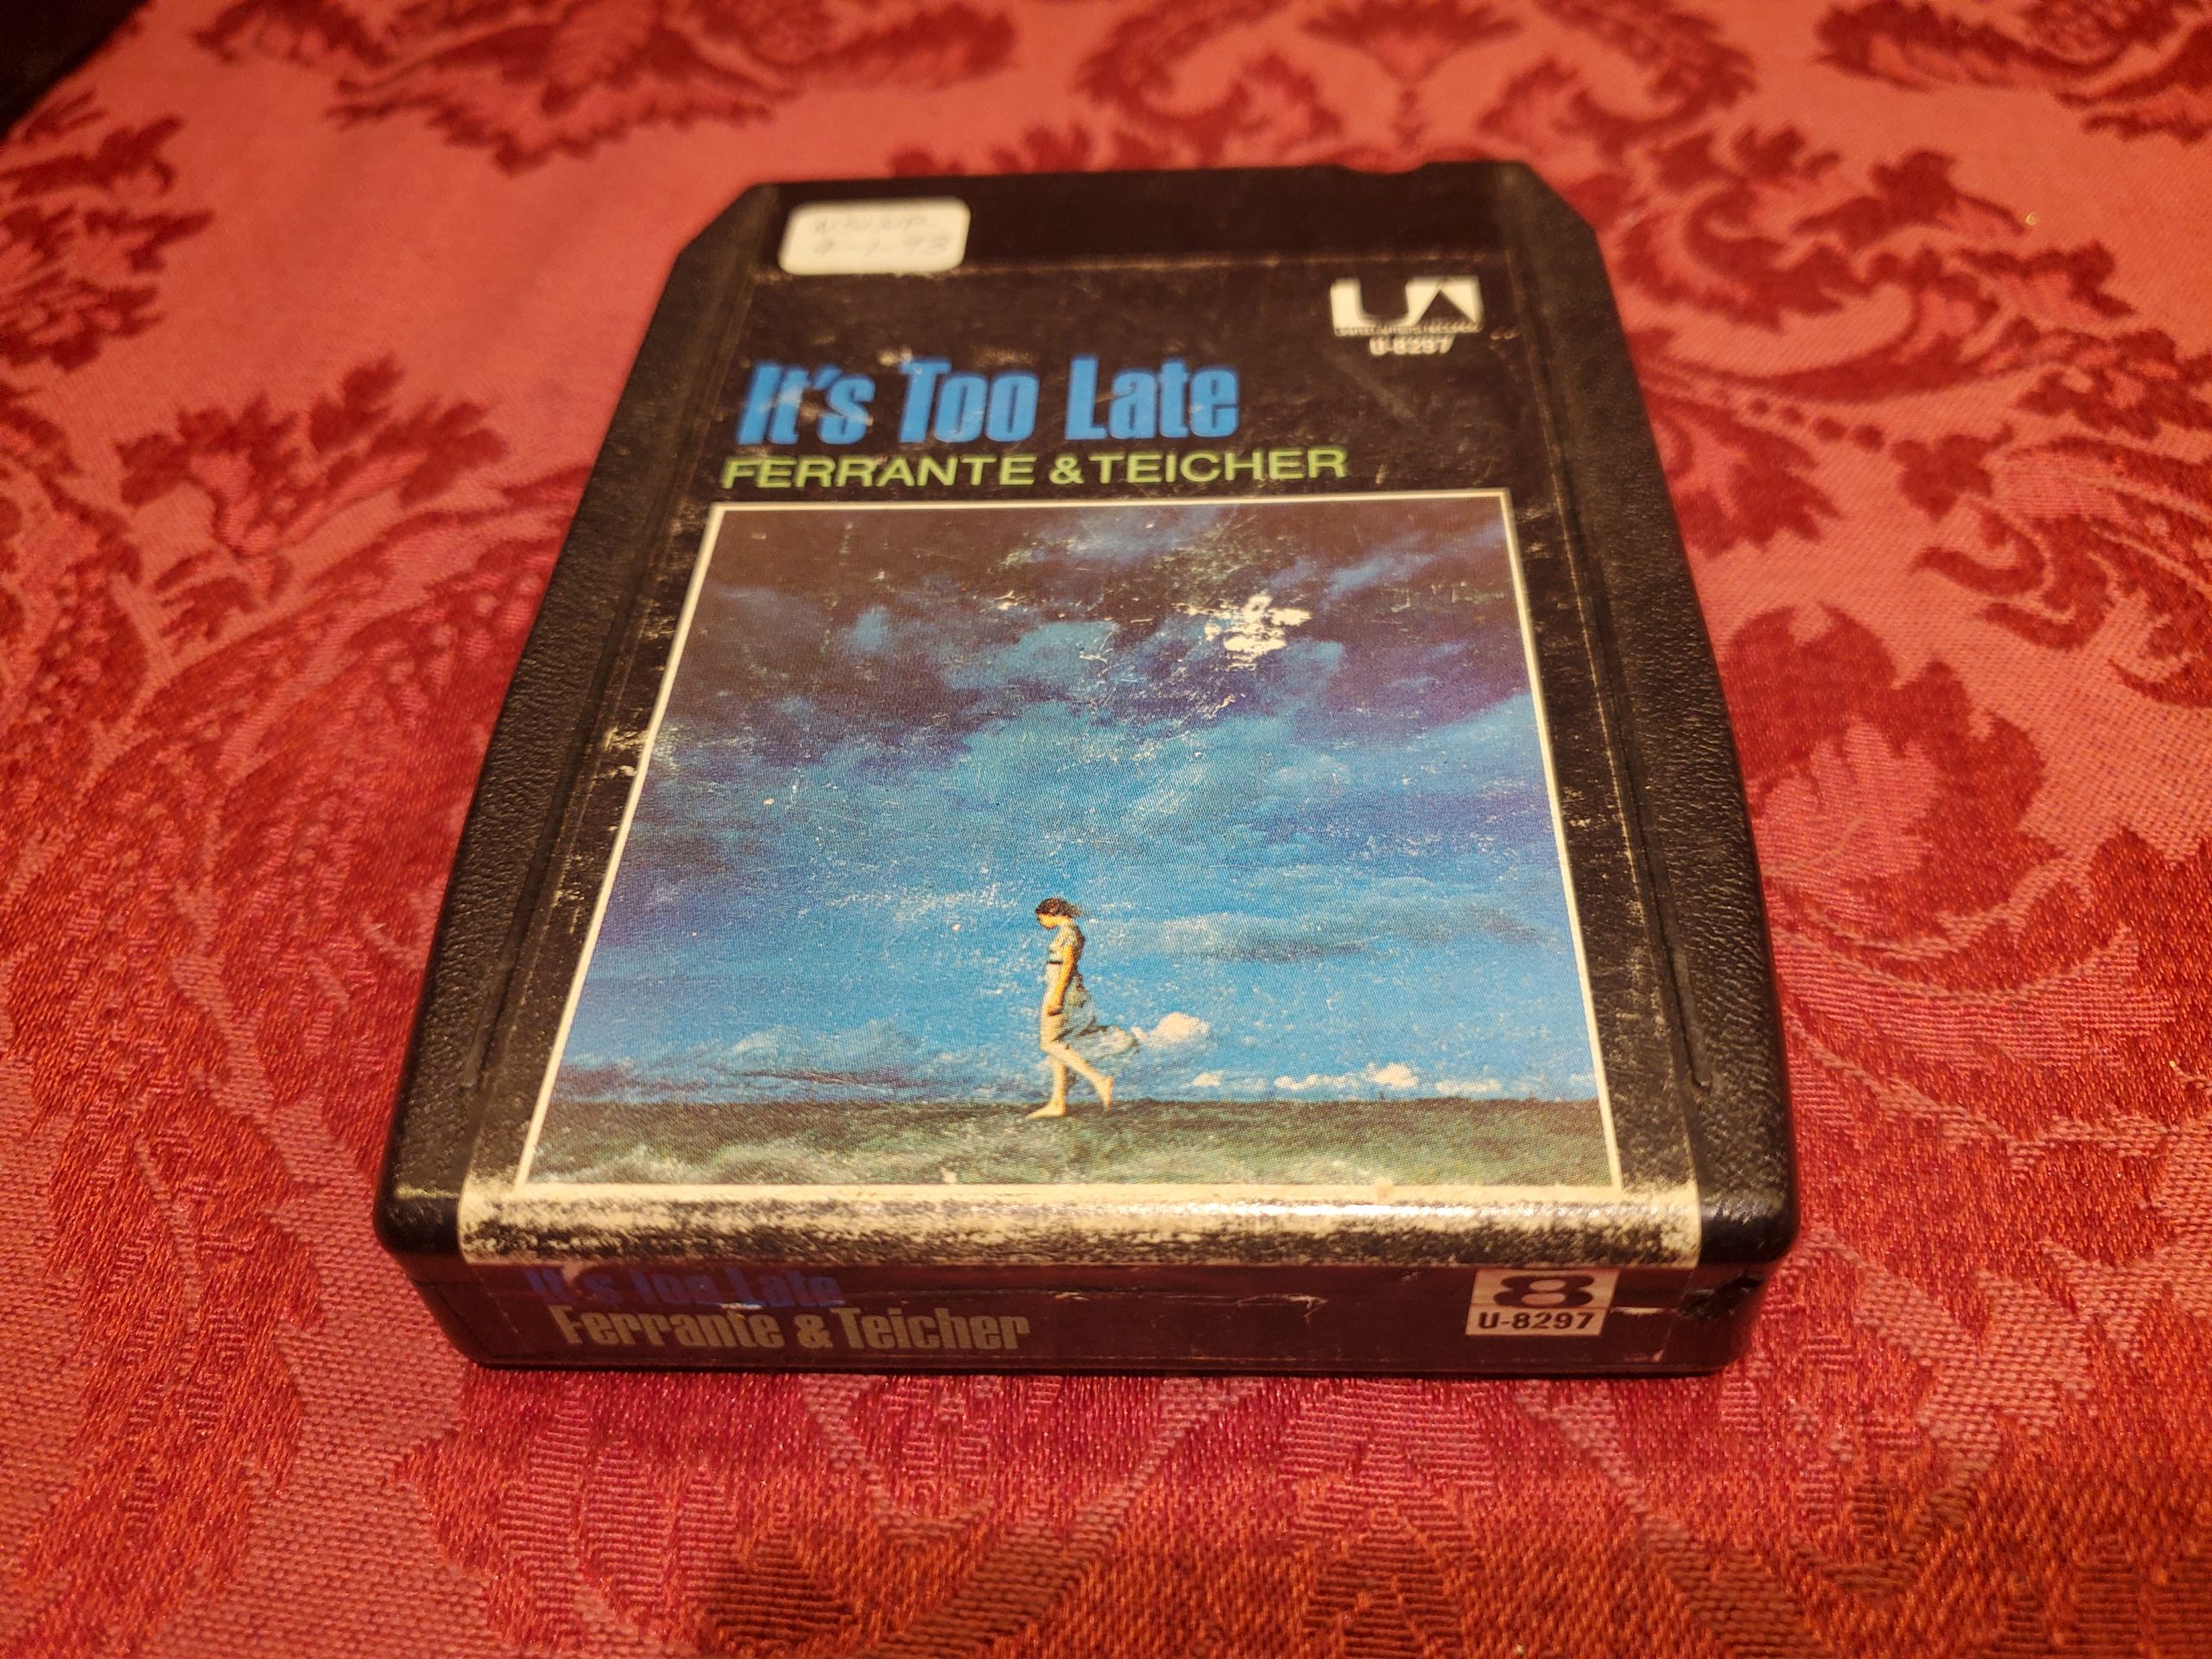 UA
U-8297
It's Too Late
FERRANTE & TEICHER
It's Too Late
Ferrante & Teicher
8
U-8297